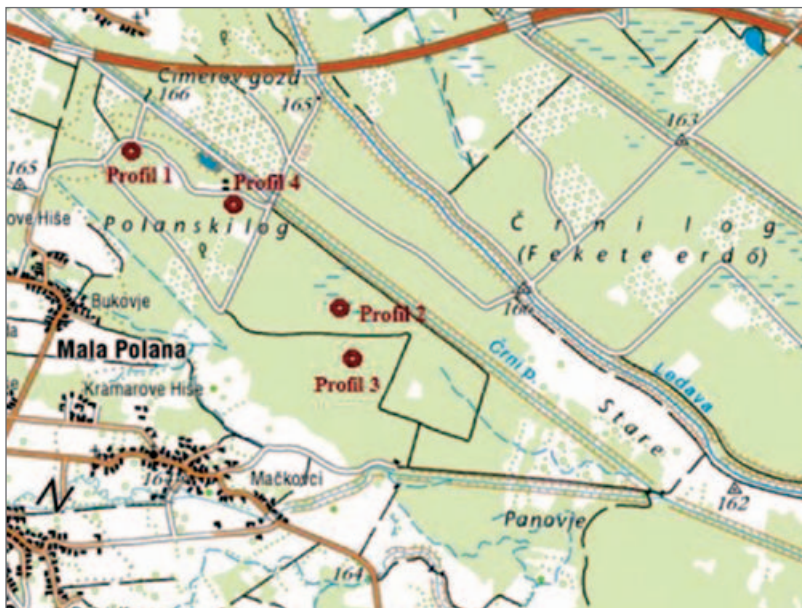 Cimerov gozd
166
165
163
Profil 1
165
Profil 4
ove Hiše
Polanski log
Črni log
(Fekete erdő)
Bukovje
166
Profil 2
Mala Polana
Profil 3
Črni p.
Ledava
Kramarove Hiše
Stare
Mačkovci
162
Panovje
N
164